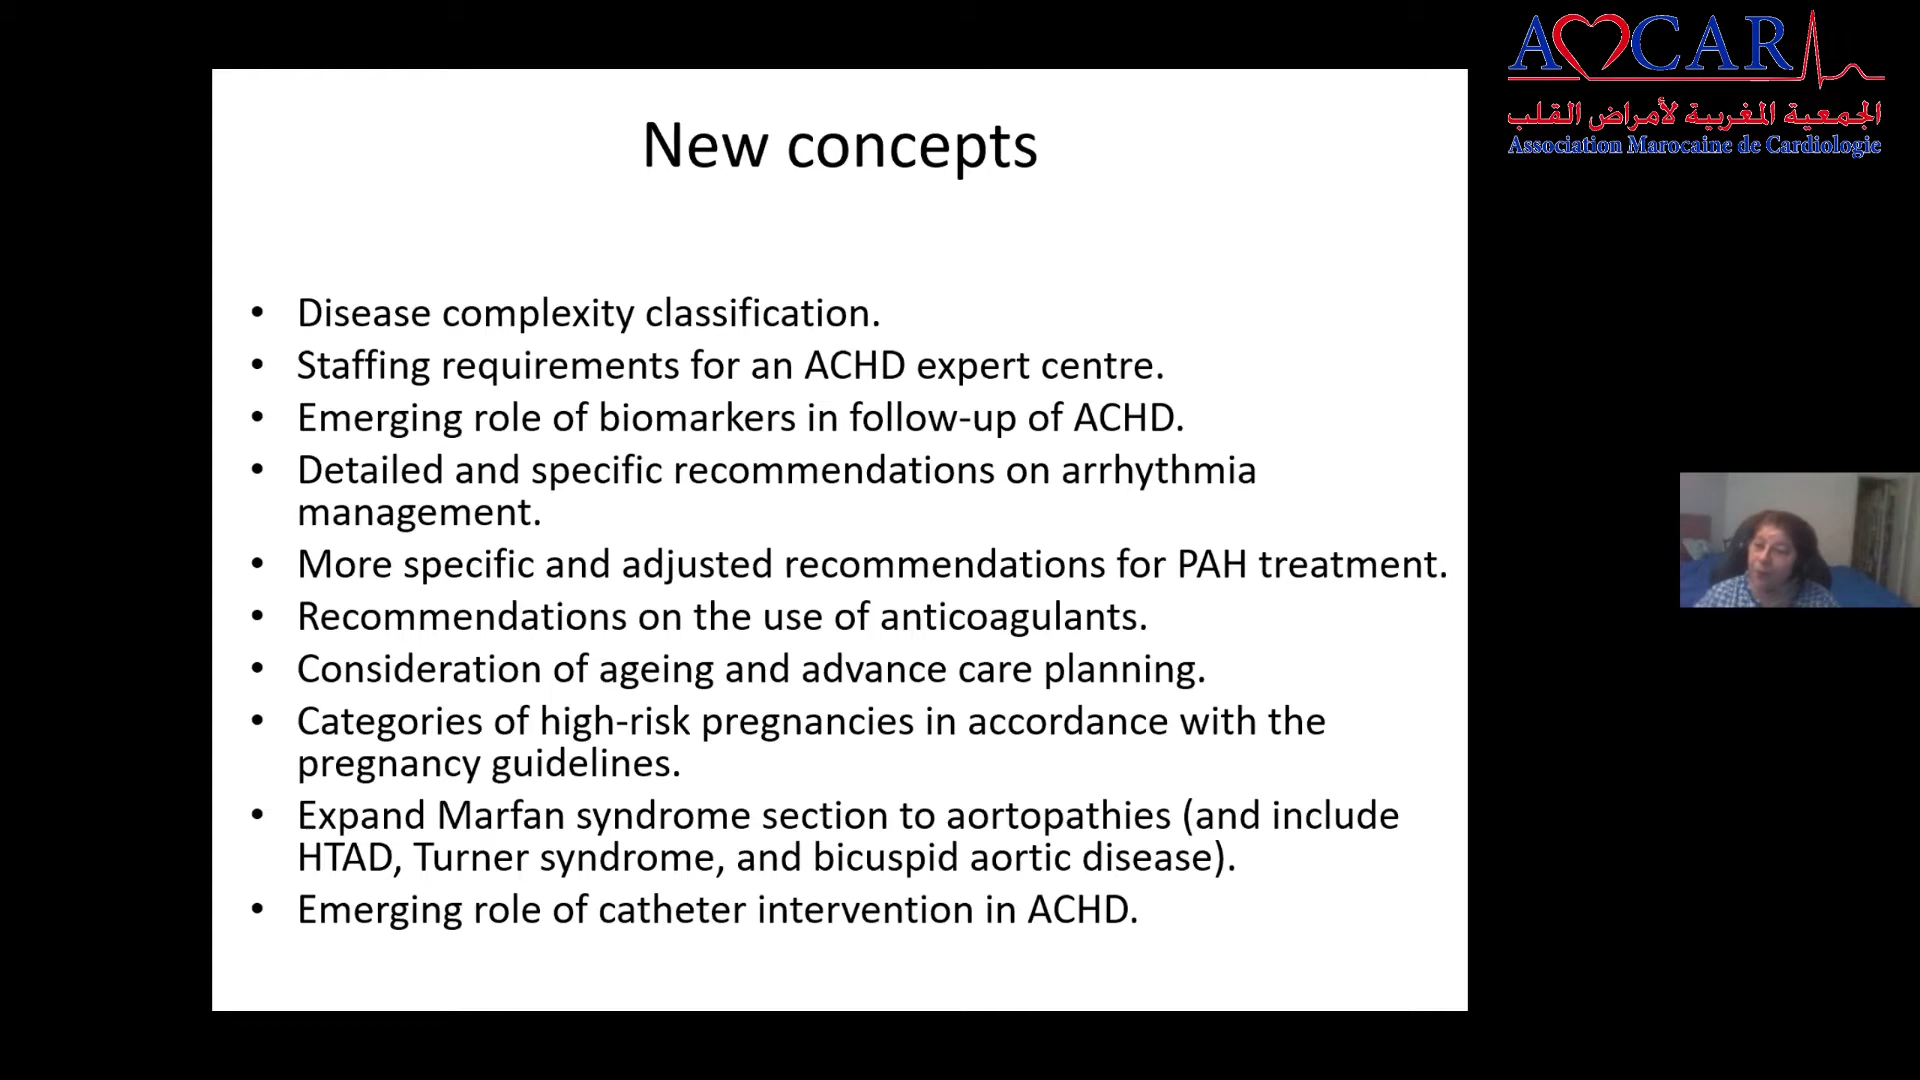 A CAR
الجمعية المغربية لأمراض القلب
Association Marocaine de Cardiologie
New concepts
• Disease complexity classification.
• Staffing requirements for an ACHD expert centre.
• Emerging role of biomarkers in follow-up of ACHD.
• Detailed and specific recommendations on arrhythmia
management.
• More specific and adjusted recommendations for PAH treatment.
• Recommendations on the use of anticoagulants.
• Consideration of ageing and advance care planning.
• Categories of high-risk pregnancies in accordance with the
pregnancy guidelines.
• Expand Marfan syndrome section to aortopathies (and include
HTAD, Turner syndrome, and bicuspid aortic disease).
• Emerging role of catheter intervention in ACHD.